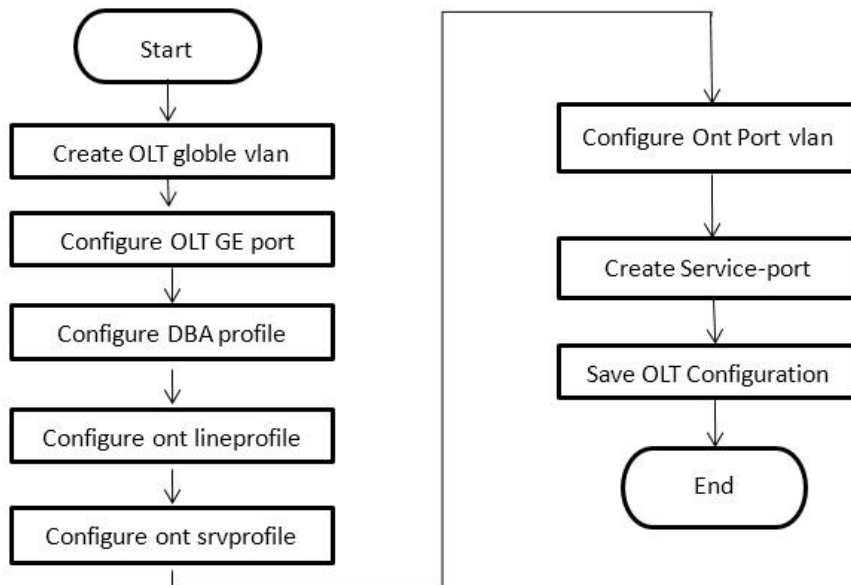 Start
Create OLT globle vlan
Configure OLT GE port
Configure DBA profile
Configure ont lineprofile
Configure ont srvprofile
Configure Ont Port vlan
Create Service-port
Save OLT Configuration
End